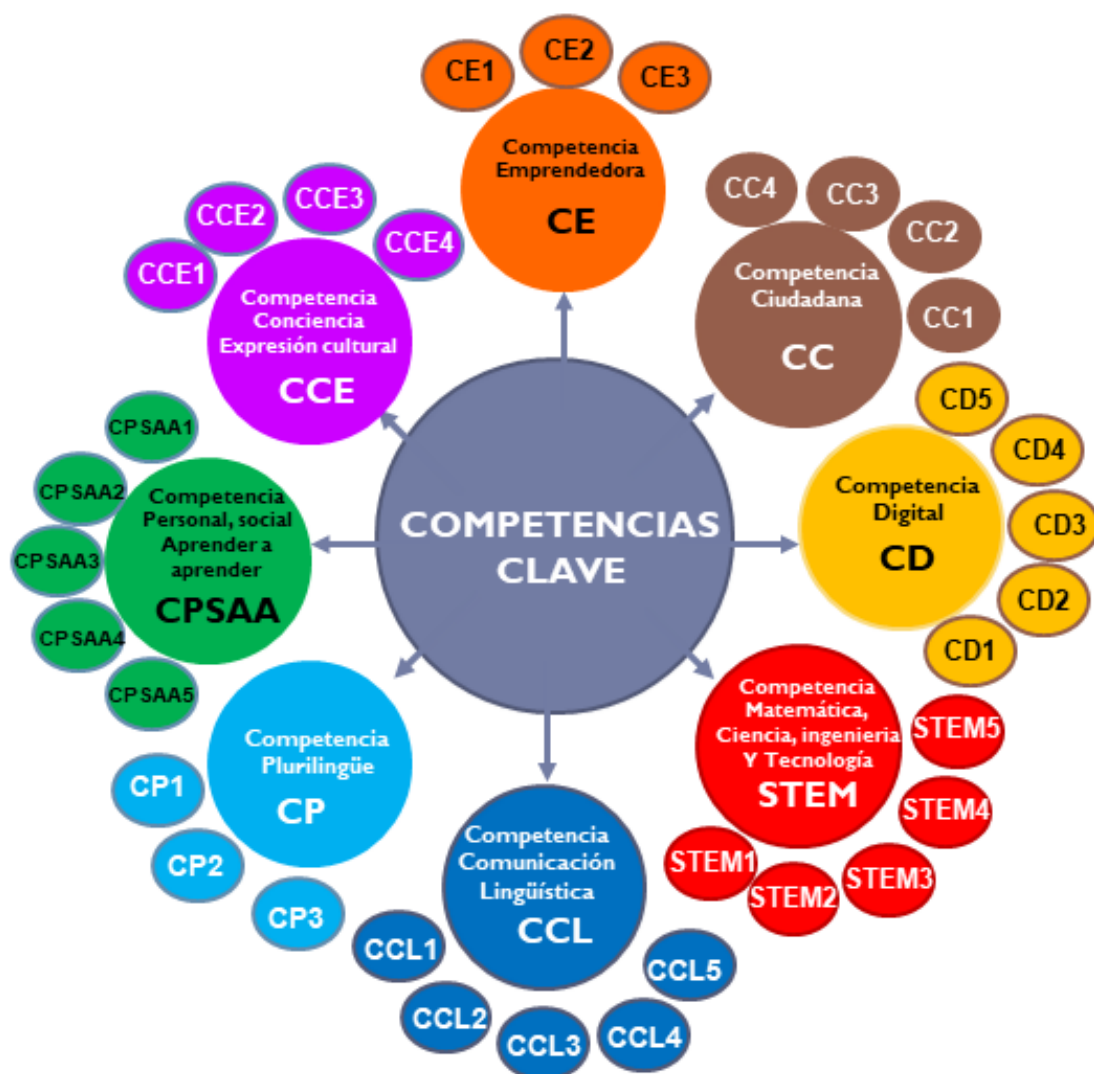 CE1
CE2
CE3
Competencia
Emprendedora
CE
CC4
CC3
CC2
CC1
Competencia
Ciudadana
CC
CD5
CD4
CD3
CD2
CD1
Competencia
Digital
CD
STEM5
STEM4
STEM3
STEM2
STEM1
Competencia
Matemática,
Ciencia, ingenieria
Y Tecnología
STEM
CCL5
CCL4
CCL3
CCL2
CCL1
Competencia
Comunicación
Lingüística
CCL
CP3
CP2
CP1
Competencia
Plurilingüe
CP
CPSAA5
CPSAA4
CPSAA3
CPSAA2
CPSAA1
Competencia
Personal, social
Aprender a
aprender
CPSAA
CCE1
CCE2
CCE3
CCE4
Competencia
Conciencia
Expresión cultural
CCE
COMPETENCIAS
CLAVE